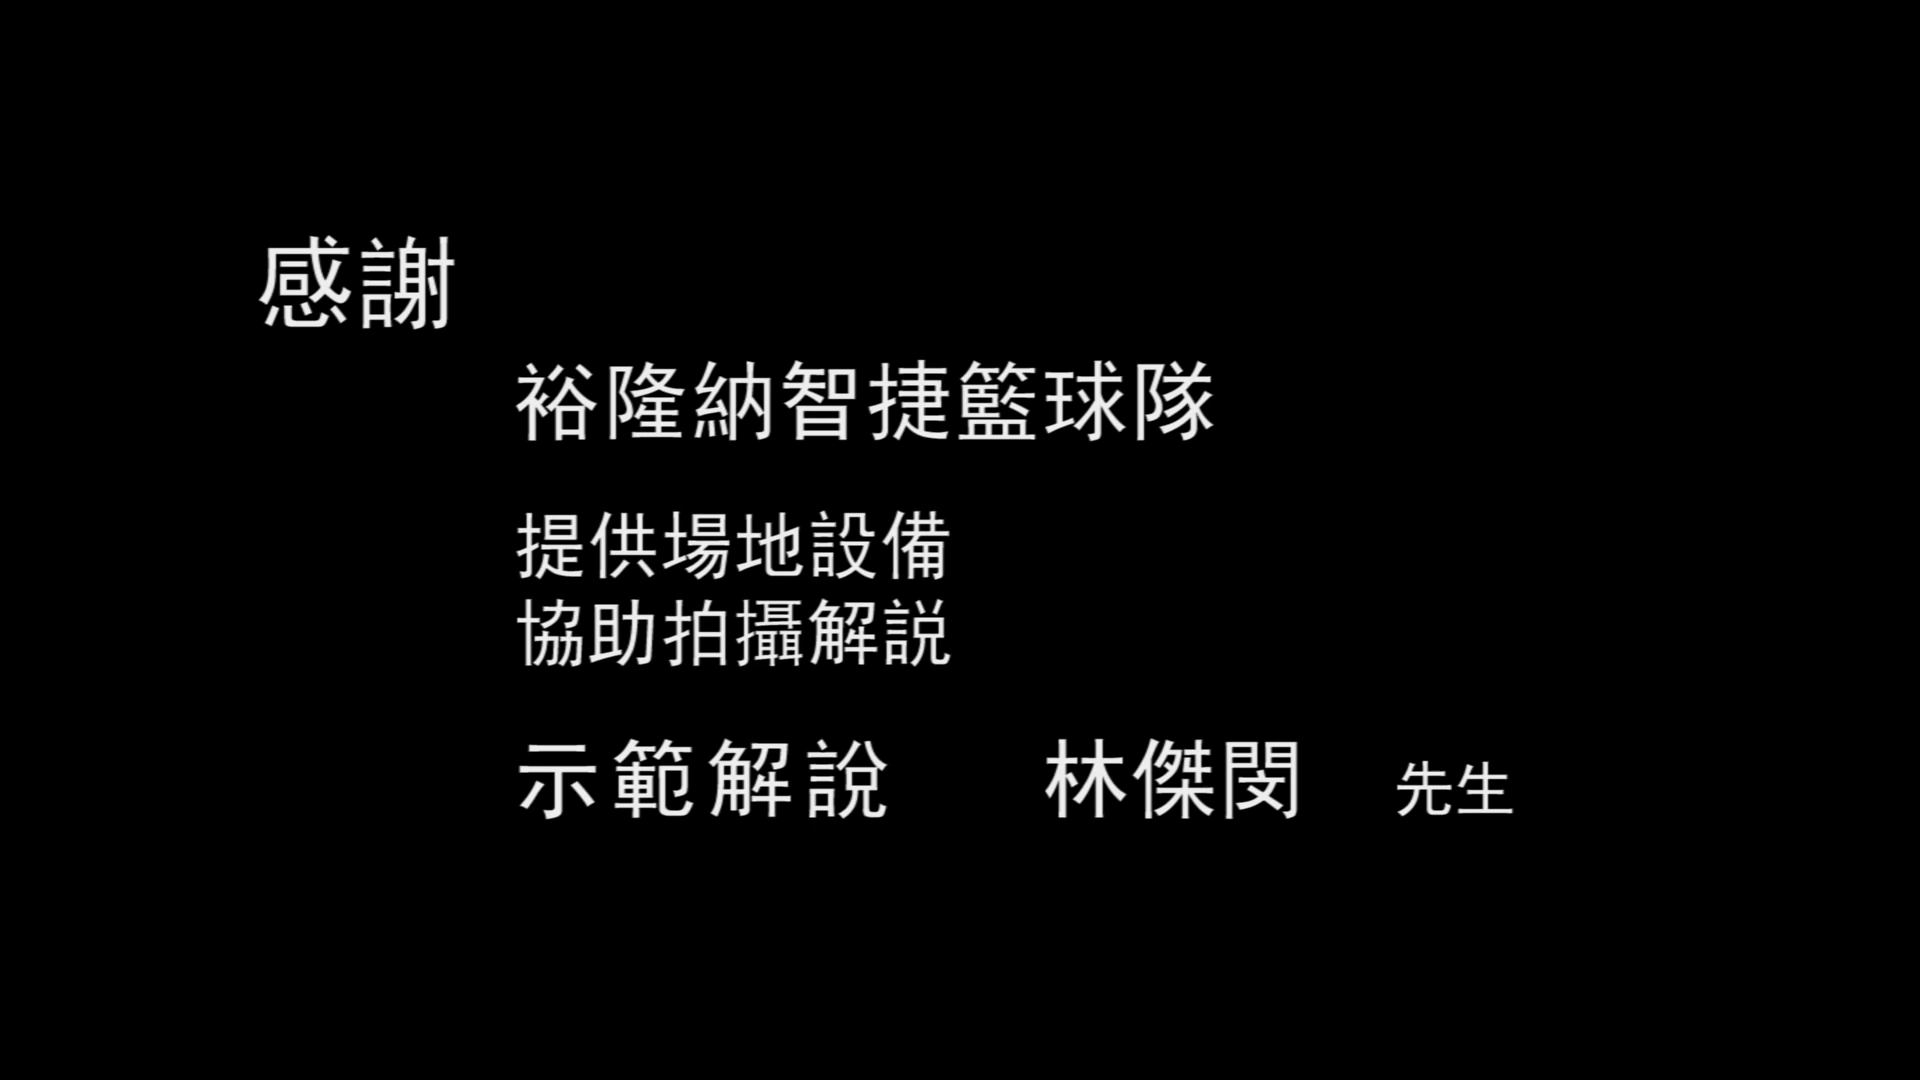 感謝
裕隆納智捷籃球隊
提供場地設備
協助拍攝解説
示範解說 林傑閔 先生